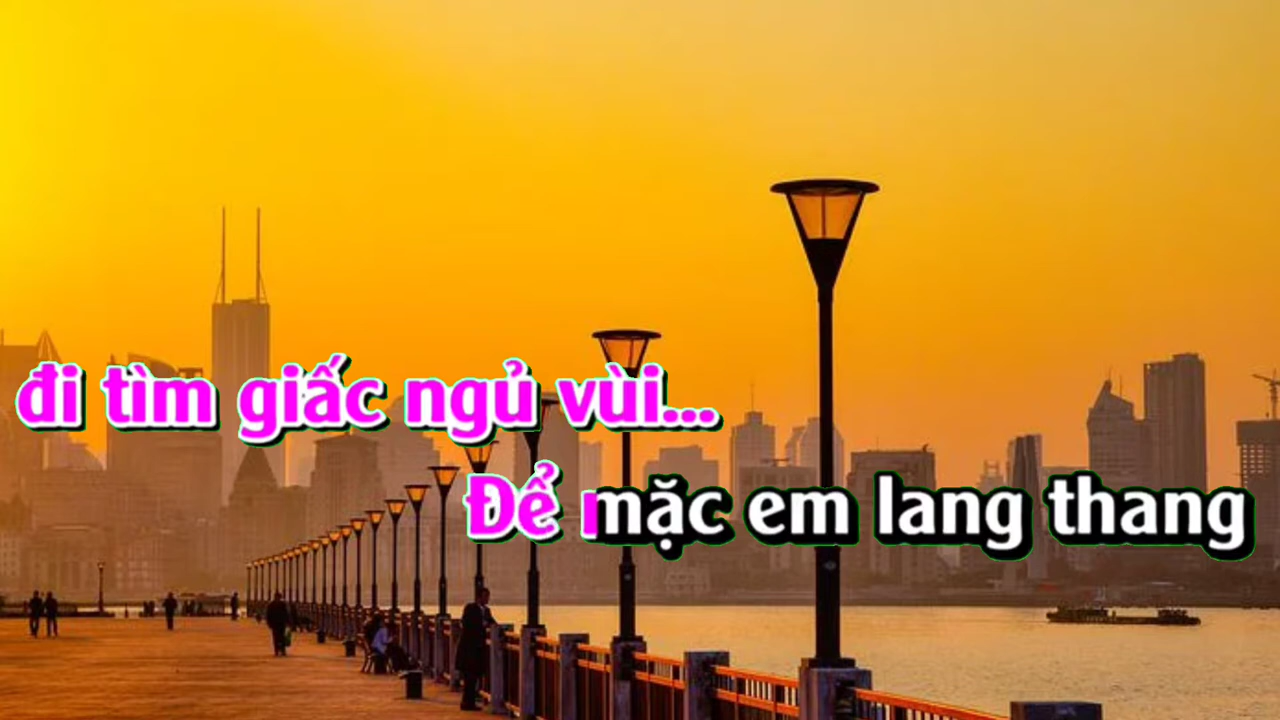 đi tìm giấc ngủ vùi...
Để mặc em lang thang